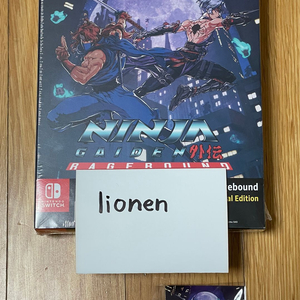 NINJA
GAIDEN 外伝
RAGEBOUND
NINTENDO
SWITCH
ebound
al Edition
lionen